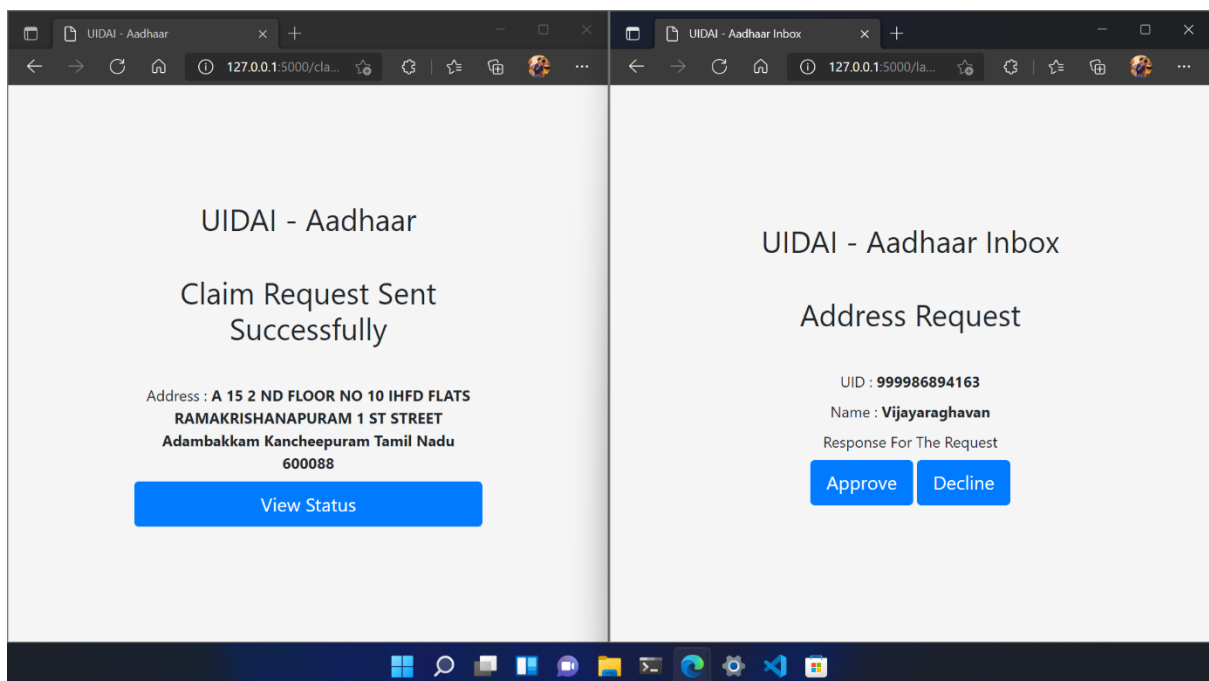 UIDAI - Aadhaar
127.0.0.1:5000/cla...
UIDAI - Aadhaar
Claim Request Sent
Successfully
Address : A 15 2 ND FLOOR NO 10 IHFD FLATS
RAMAKRISHANAPURAM 1 ST STREET
Adambakkam Kancheepuram Tamil Nadu
600088
View Status
UIDAI - Aadhaar Inbox
127.0.0.1:5000/la...
UIDAI - Aadhaar Inbox
Address Request
UID : 999986894163
Name : Vijayaraghavan
Response For The Request
Approve Decline